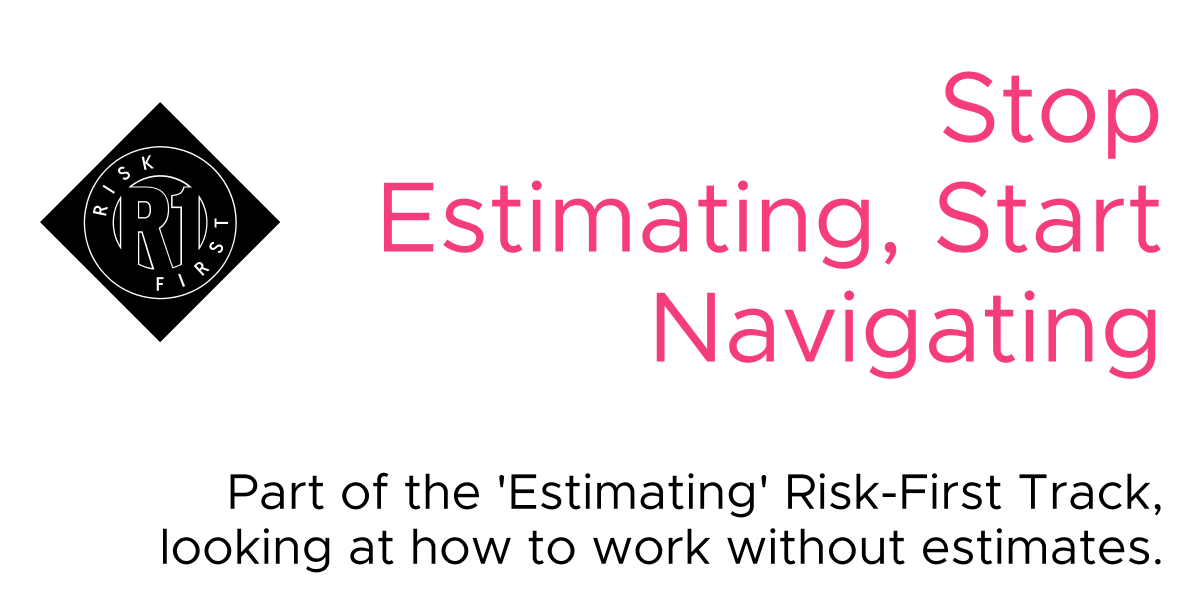 RISK
R1
FIRST
Stop
Estimating, Start
Navigating
Part of the 'Estimating' Risk-First Track,
looking at how to work without estimates.